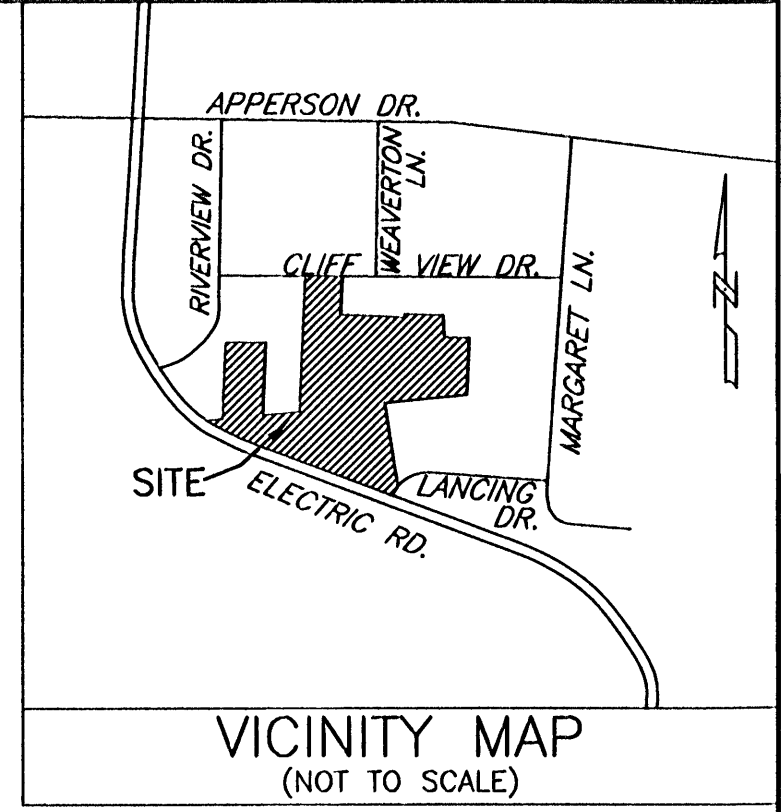 APPERSON DR.
RIVERVIEW DR.
WEAVERTON
LN.
CLIFF VIEW DR.
MARGARET LN.
N
SITE
ELECTRIC RD.
LANCING
DR.
VICINITY MAP
(NOT TO SCALE)